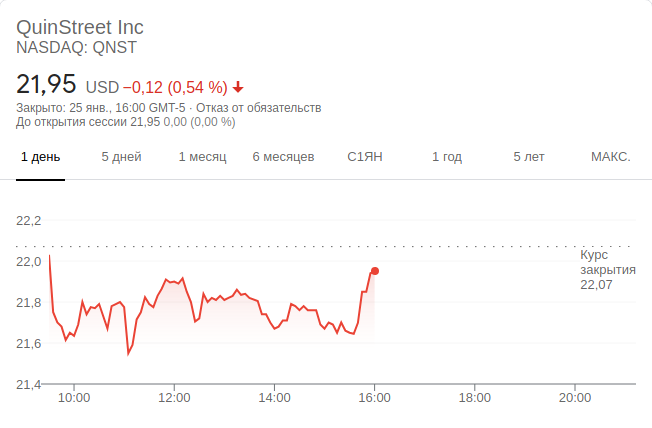 QuinStreet Inc
NASDAQ: QNST
21,95 USD −0,12 (0,54 %)
Закрыто: 25 янв., 16:00 GMT-5 · Отказ от обязательств
До открытия сессии 21,95 0,00 (0,00 %)
1 день 5 дней 1 месяц 6 месяцев С1ЯН 1 год 5 лет МАКС.
22,2
22,0
21,8
21,6
21,4
Курс
закрытия
22,07
10:00 12:00 14:00 16:00 18:00 20:00